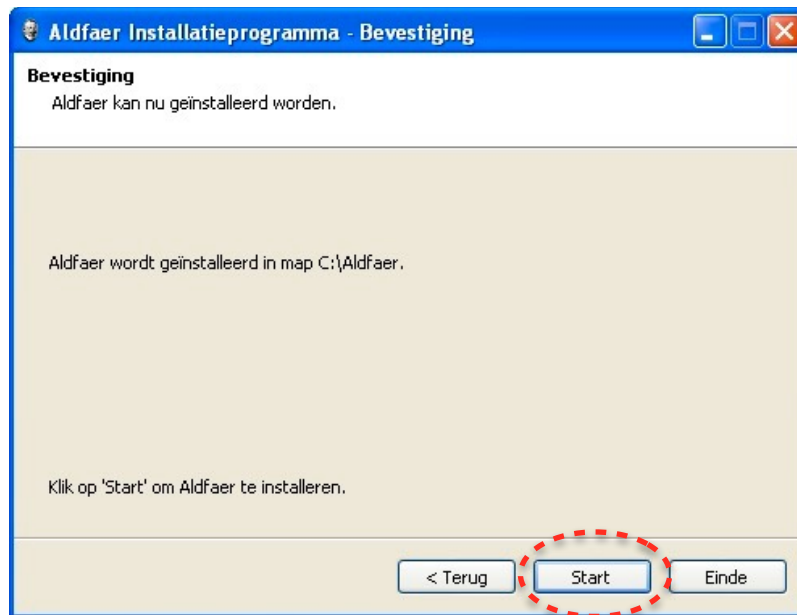 Aldfaer Installatieprogramma - Bevestiging
Bevestiging
Aldfaer kan nu geïnstalleerd worden.
Aldfaer wordt geïnstalleerd in map C:\Aldfaer.
Klik op 'Start' om Aldfaer te installeren.
< Terug
Start
Einde